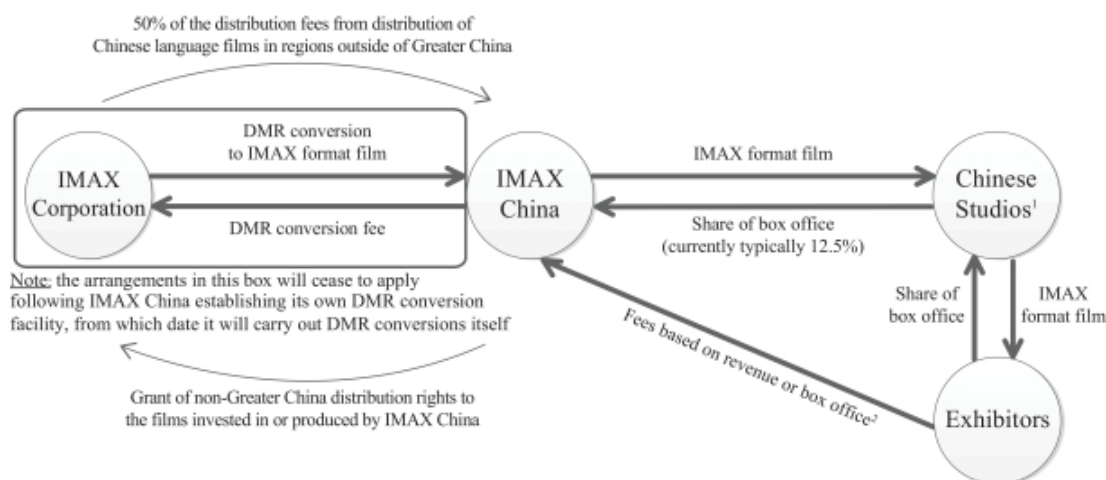 50% of the distribution fees from distribution of
Chinese language films in regions outside of Greater China
DMR conversion
to IMAX format film
IMAX
Corporation
DMR conversion fee
IMAX
China
IMAX format film
Share of box office
(currently typically 12.5%)
Chinese
Studios¹
Note: the arrangements in this box will cease to apply
following IMAX China establishing its own DMR conversion
facility, from which date it will carry out DMR conversions itself
Share of
box office
IMAX
format film
Fees based on revenue or box office²
Grant of non-Greater China distribution rights to
the films invested in or produced by IMAX China
Exhibitors